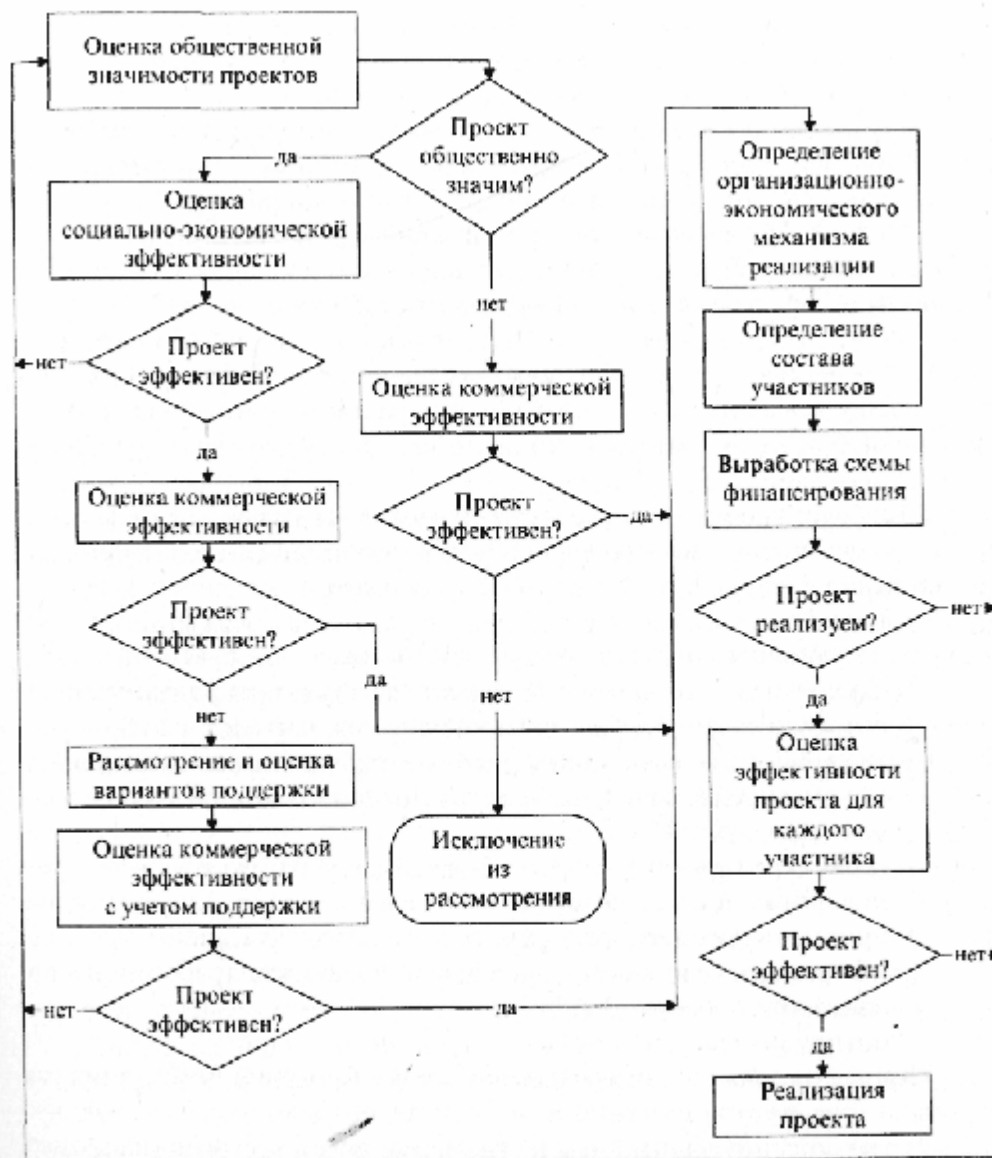 Оценка общественной
значимости проектов
Проект
общественно
значим?
да
Оценка
социально-экономической
эффективности
нет
Проект
эффективен?
нет
Оценка коммерческой
эффективности
да
Оценка коммерческой
эффективности
Проект
эффективен?
да
Проект
эффективен?
да
нет
нет
Рассмотрение и оценка
вариантов поддержки
Оценка коммерческой
эффективности
с учетом поддержки
Исключение
из
рассмотрения
нет
Проект
эффективен?
да
Определение
организационно-
экономического
механизма
реализации
Определение
состава
участников
Выработка схемы
финансирования
Проект
реализуем?
нет
да
Оценка
эффективности
проекта для
каждого
участника
Проект
эффективен?
нет
да
Реализация
проекта